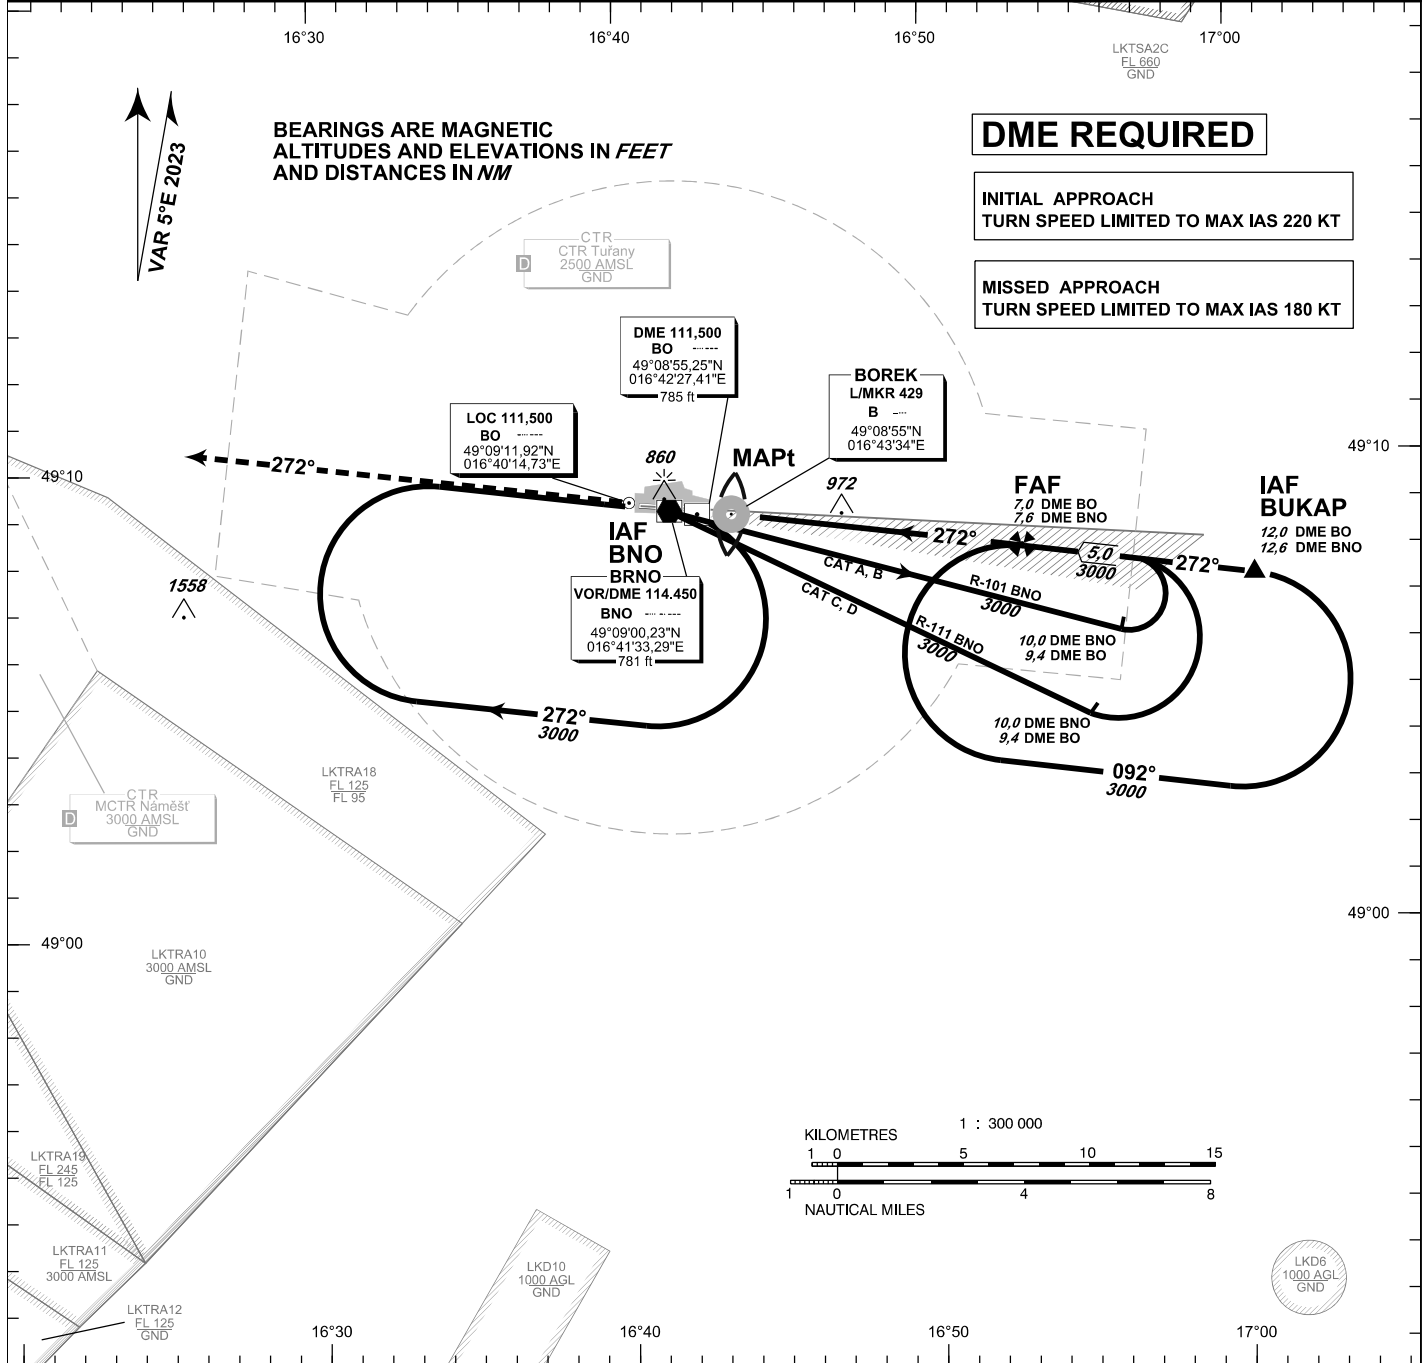 16°30'
16°40'
16°50'
17°00'
LKTSA2C
FL 660
GND
VAR 5°E 2023
BEARINGS ARE MAGNETIC
ALTITUDES AND ELEVATIONS IN FEET
AND DISTANCES IN NM
DME REQUIRED
INITIAL APPROACH
TURN SPEED LIMITED TO MAX IAS 220 KT
MISSED APPROACH
TURN SPEED LIMITED TO MAX IAS 180 KT
CTR
CTR Tuřany
D
2500 AMSL
GND
DME 111,500
BO
49°08'55,25"N
016°42'27,41"E
785 ft
BOREK
L/MKR 429
B
49°08'55"N
016°43'34"E
LOC 111,500
BO
49°09'11,92"N
016°40'14,73"E
49°10'
49°10'
272°
860
MAPt
972
FAF
7,0 DME BO
7,6 DME BNO
IAF
BUKAP
12,0 DME BO
12,6 DME BNO
IAF
BNO
BRNO
VOR/DME 114.450
BNO
49°09'00,23"N
016°41'33,29"E
781 ft
272°
5,0
3000
272°
CAT A, B
R-101 BNO
3000
CAT C, D
R-111 BNO
3000
10,0 DME BNO
9,4 DME BO
10,0 DME BNO
9,4 DME BO
1558
272°
3000
092°
3000
LKTRA18
FL 125
FL 95
CTR
MCTR Náměšť
D
3000 AMSL
GND
49°00'
49°00'
LKTRA10
3000 AMSL
GND
1 : 300 000
KILOMETRES
1 0 5 10 15
1 0 4 8
NAUTICAL MILES
LKTRA19
FL 245
FL 125
LKTRA11
FL 125
3000 AMSL
LKTRA12
FL 125
GND
LKD10
1000 AGL
GND
LKD6
1000 AGL
GND
16°30'
16°40'
16°50'
17°00'